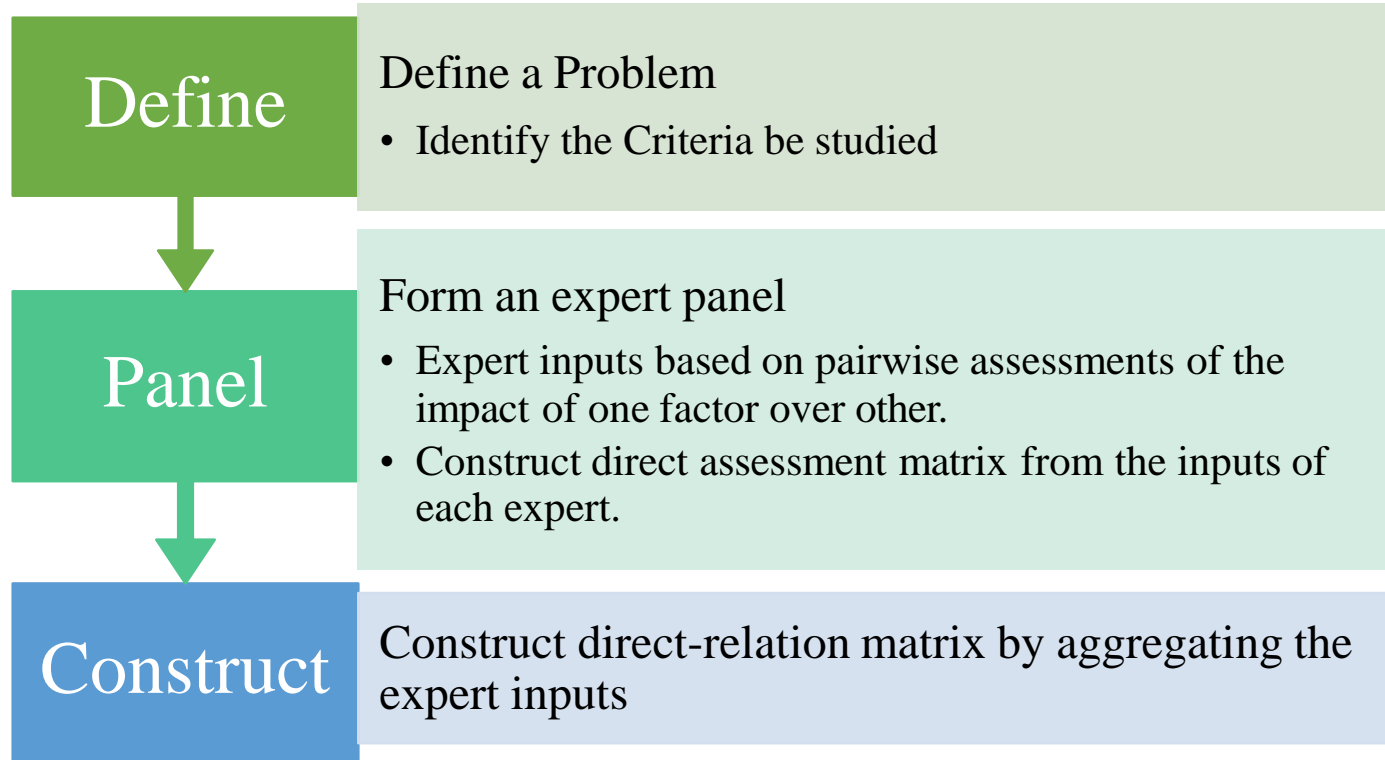 Define
Define a Problem
• Identify the Criteria be studied
Panel
Form an expert panel
• Expert inputs based on pairwise assessments of the
impact of one factor over other.
• Construct direct assessment matrix from the inputs of
each expert.
Construct
Construct direct-relation matrix by aggregating the
expert inputs